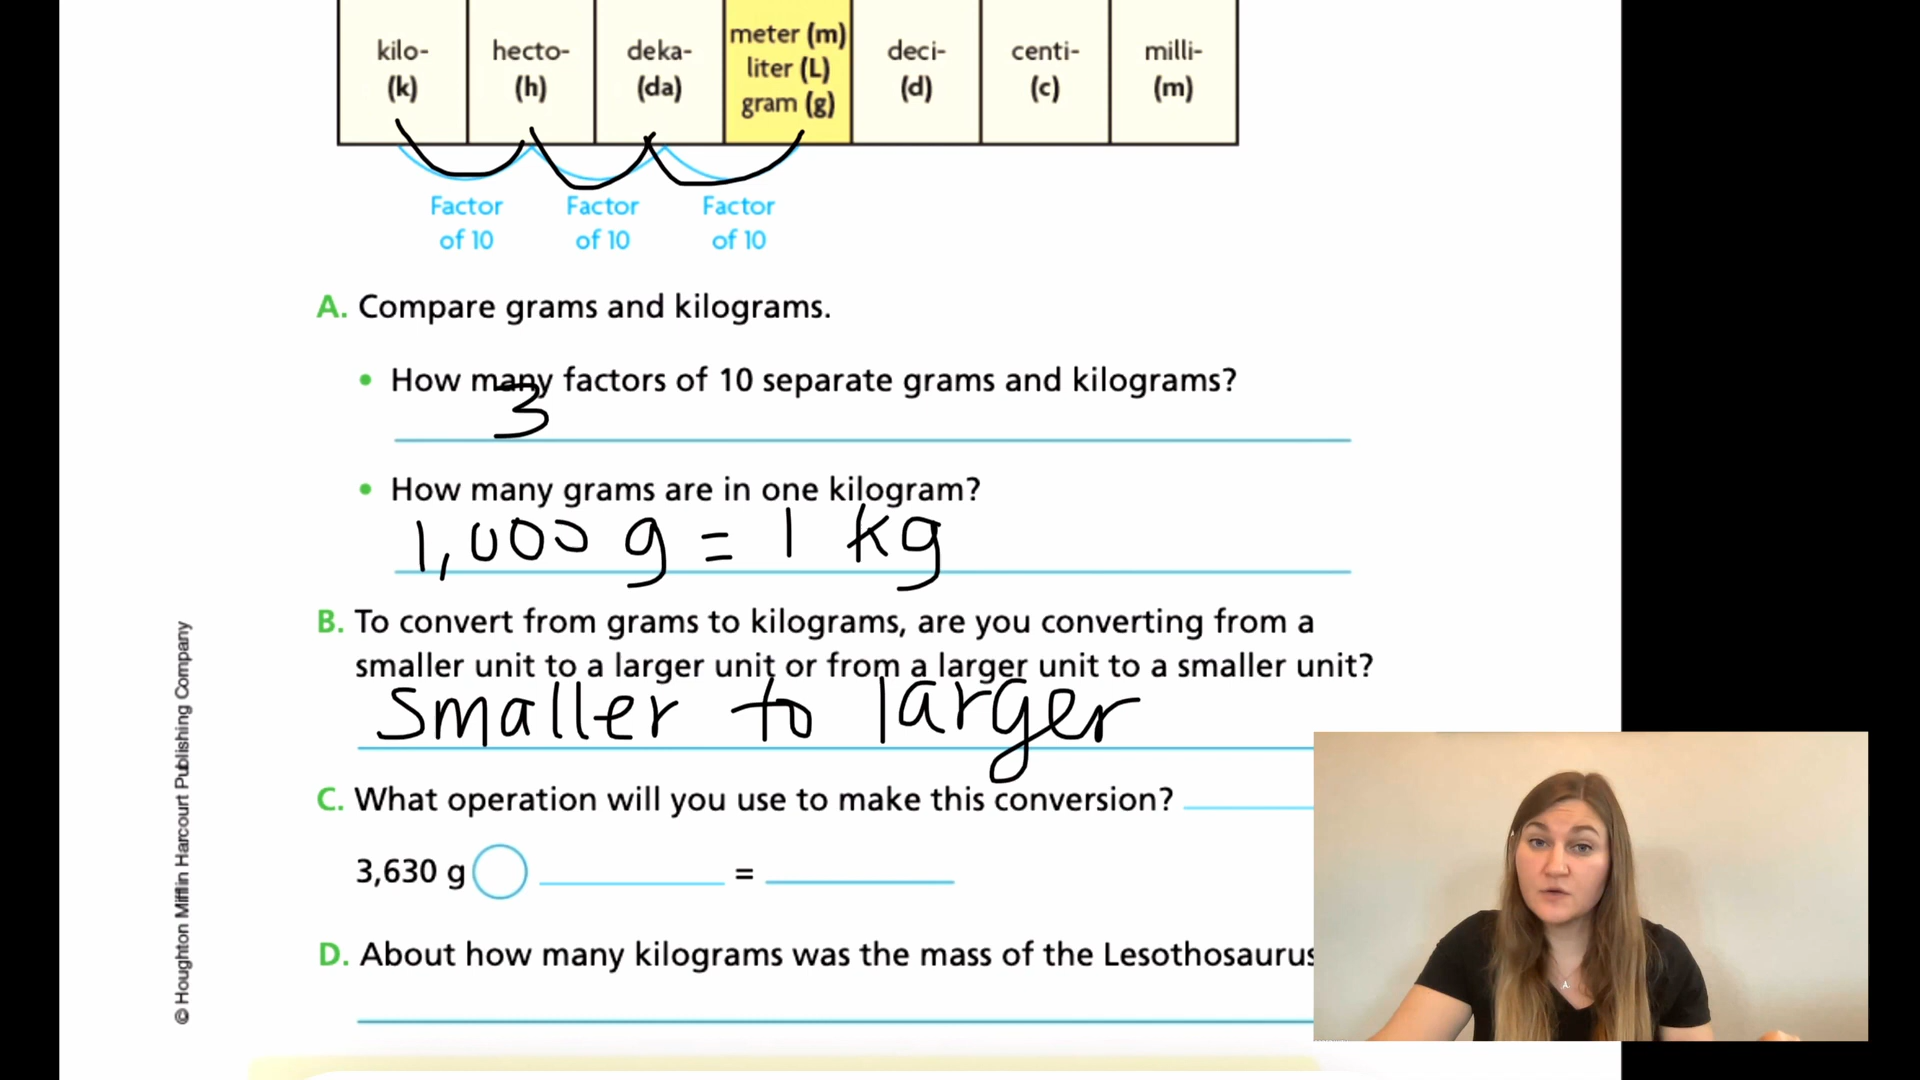 kilo- hecto- deka- meter (m) deci- centi- milli-
(k) (h) (da) liter (L) (d) (c) (m)
gram (g)
Factor Factor Factor
of 10 of 10 of 10
A. Compare grams and kilograms.
• How many factors of 10 separate grams and kilograms?
3
• How many grams are in one kilogram?
1,000 g = 1 kg
B. To convert from grams to kilograms, are you converting from a
smaller unit to a larger unit or from a larger unit to a smaller unit?
smaller to larger
C. What operation will you use to make this conversion?
3,630 g =
D. About how many kilograms was the mass of the Lesothosaurus
© Houghton Mifflin Harcourt Publishing Company